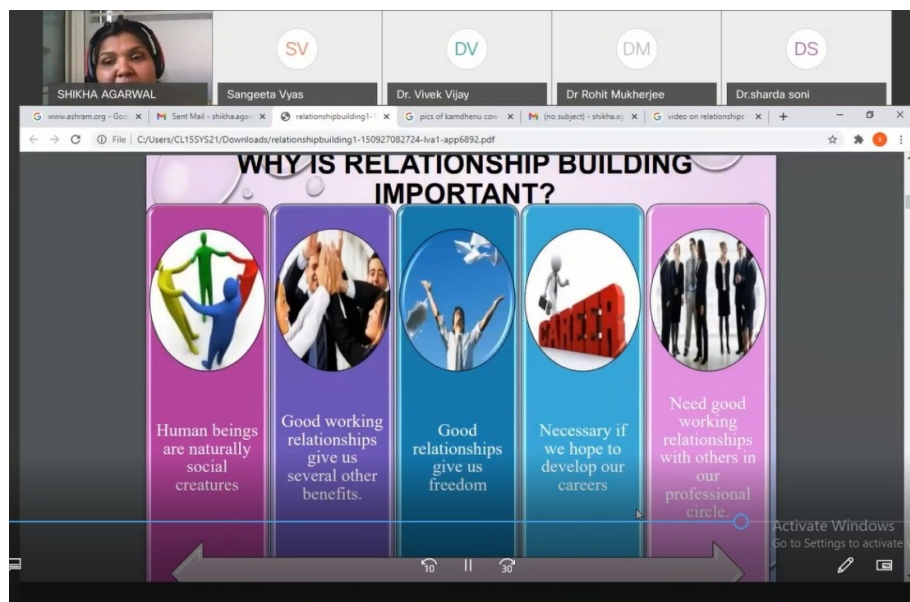 SV
DV
DM
DS
SHIKHA AGARWAL
Sangeeta Vyas
Dr. Vivek Vijay
Dr Rohit Mukherjee
Dr.sharda soni
www.ashram.org - Goo
Sent Mail - shikha.agar
relationshipbuilding1-1
pics of kamdhenu cow
(no subject) - shikha.ag
video on relationships
File | C:/Users/CL15SYS21/Downloads/relationshipbuilding1-150927082724-lva1-app6892.pdf
WHY IS RELATIONSHIP BUILDING
IMPORTANT?
CAREER
Human beings
are naturally
social
creatures
Good working
relationships
give us
several other
benefits.
Good
relationships
give us
freedom
Necessary if
we hope to
develop our
careers
Need good
working
relationships
with others in
our
professional
circle.
Activate Windows
Go to Settings to activate
10
30